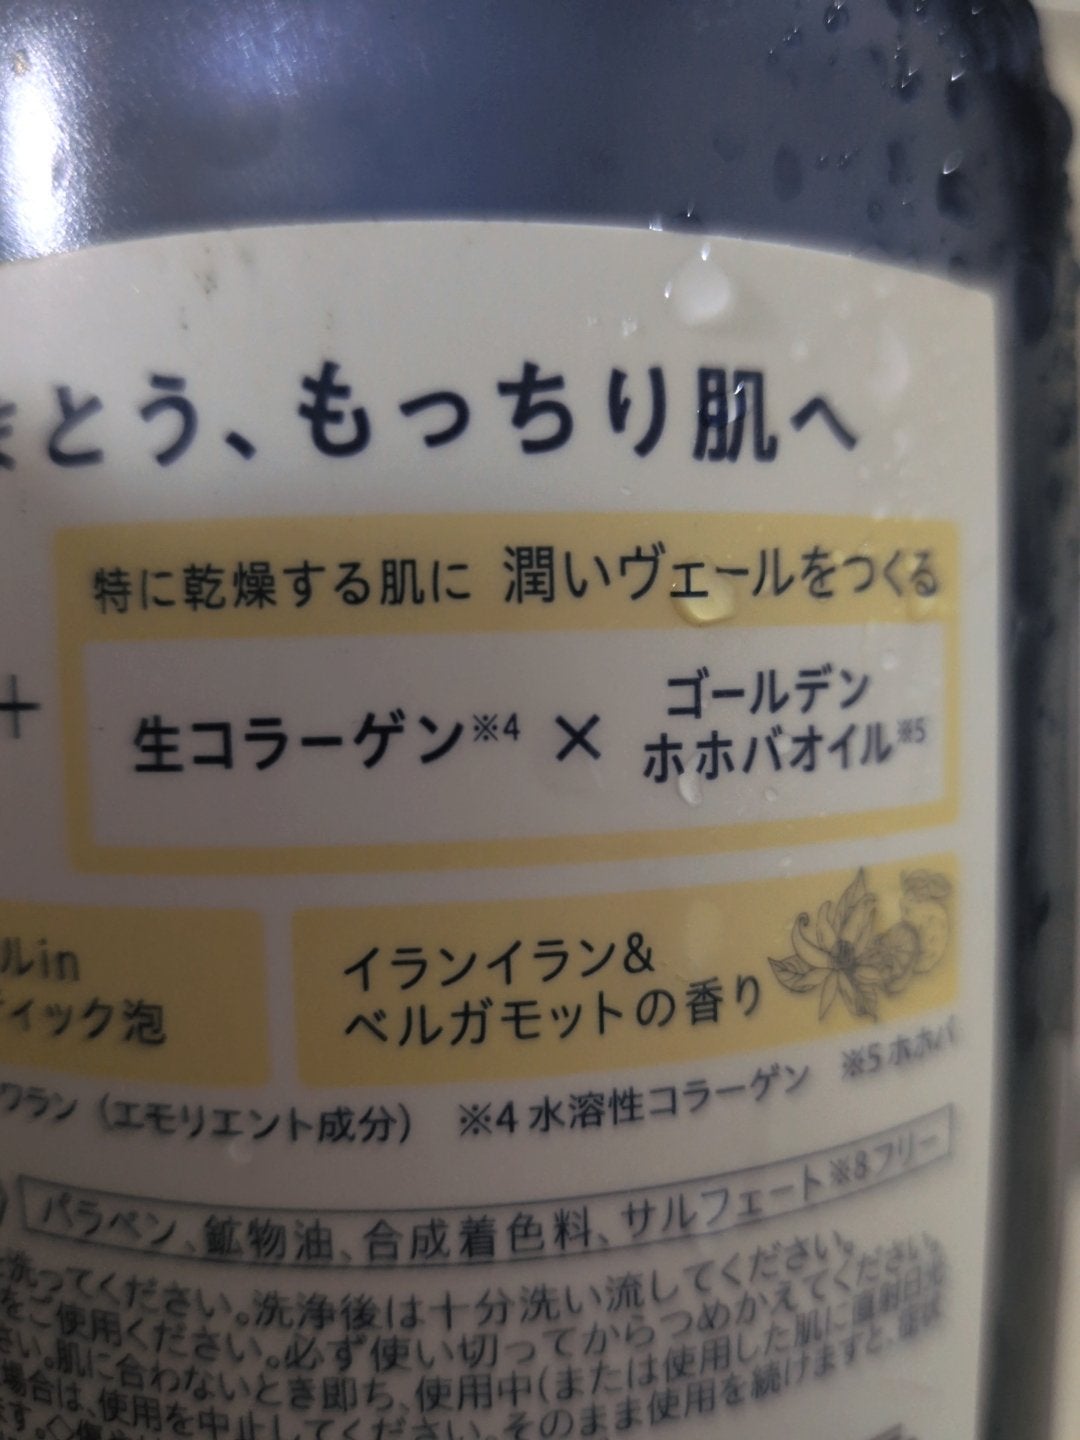 とう、もっちり肌へ
特に乾燥する肌に 潤いヴェールをつくる
+
生コラーゲン※4 × ゴールデン
ホホバオイル※5
ルin
ィック泡
イランイラン&
ベルガモットの香り
ワラン（エモリエント成分） ※4 水溶性コラーゲン ※5 ホホバ
パラベン、鉱物油、合成着色料、サルフェート※8フリー
洗ってください。洗浄後は十分洗い流してください。
をご使用ください。必ず使い切ってからつめかえてください。
さい。肌に合わないとき即ち、使用中(または使用した肌に直射日光
場合は、使用を中止してください。そのまま使用を続けますと、症状